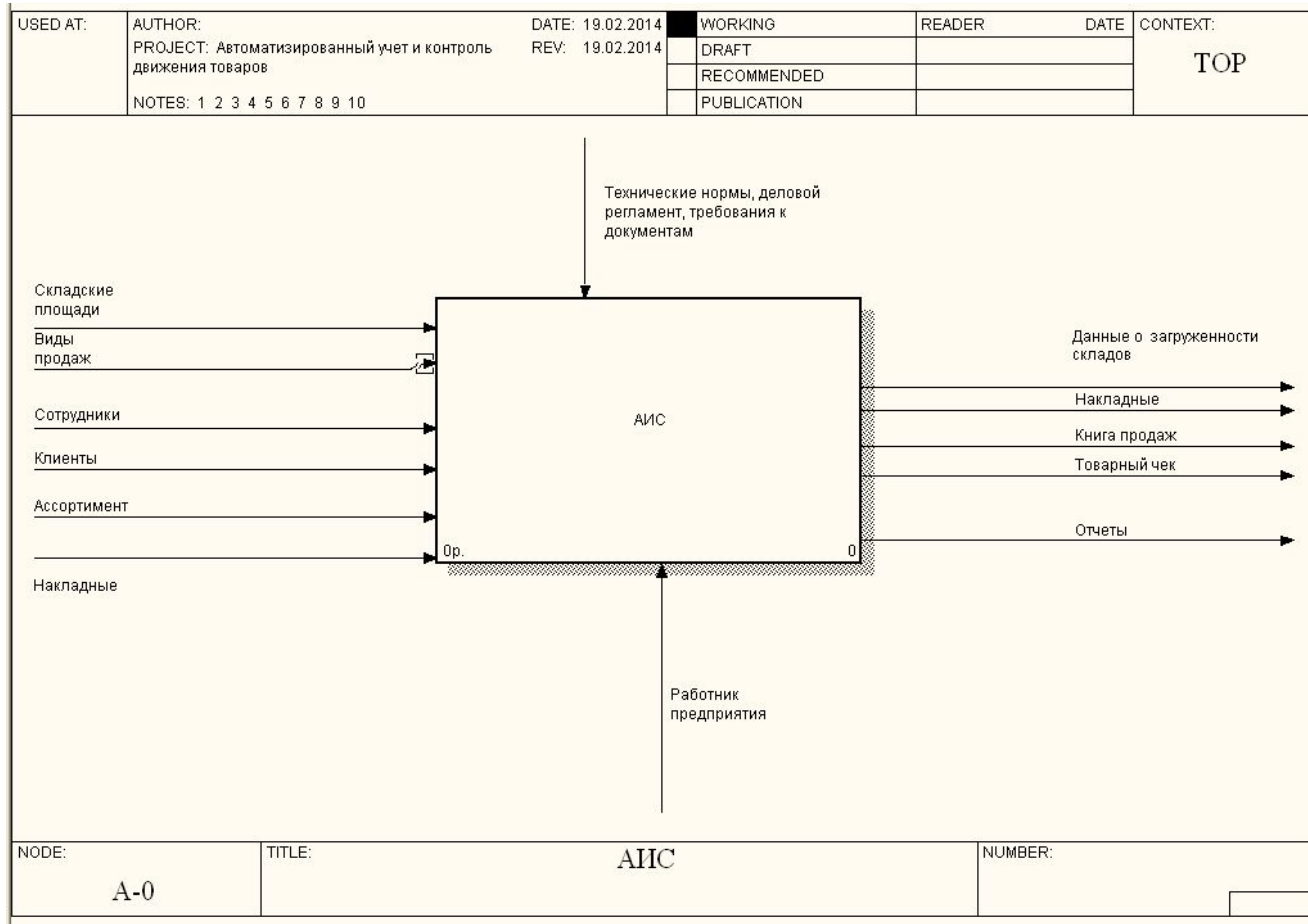 USED AT:
AUTHOR:
DATE: 19.02.2014
WORKING
READER
DATE
CONTEXT:
PROJECT: Автоматизированный учет и контроль
движения товаров
REV: 19.02.2014
DRAFT
TOP
RECOMMENDED
NOTES: 1 2 3 4 5 6 7 8 9 10
PUBLICATION
Технические нормы, деловой
регламент, требования к
документам
Складские
площади
Виды
продаж
Сотрудники
Клиенты
Ассортимент
Накладные
АИС
0р.
0
Данные о загруженности
складов
Накладные
Книга продаж
Товарный чек
Отчеты
Работник
предприятия
NODE:
A-0
TITLE:
АИС
NUMBER: